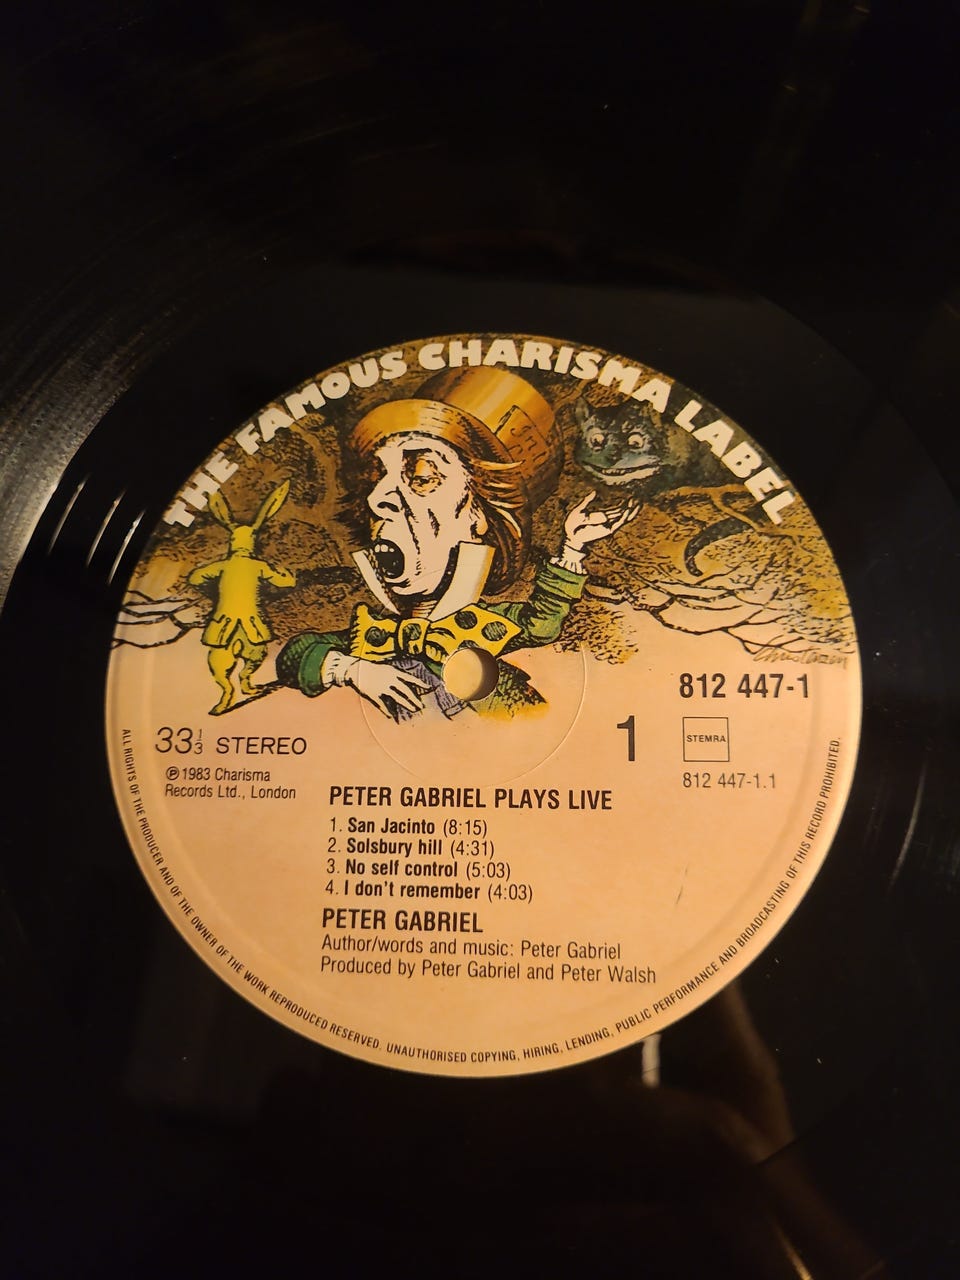 THE FAMOUS CHARISMA LABEL
812 447-1
33⅓ STEREO
1
STEMRA
℗ 1983 Charisma
Records Ltd., London
812 447-1.1
PETER GABRIEL PLAYS LIVE
1. San Jacinto (8:15)
2. Solsbury hill (4:31)
3. No self control (5:03)
4. I don't remember (4:03)
PETER GABRIEL
Author/words and music: Peter Gabriel
Produced by Peter Gabriel and Peter Walsh
ALL RIGHTS OF THE PRODUCER AND OF THE OWNER OF THE WORK REPRODUCED RESERVED. UNAUTHORISED COPYING, HIRING, LENDING, PUBLIC PERFORMANCE AND BROADCASTING OF THIS RECORD PROHIBITED.